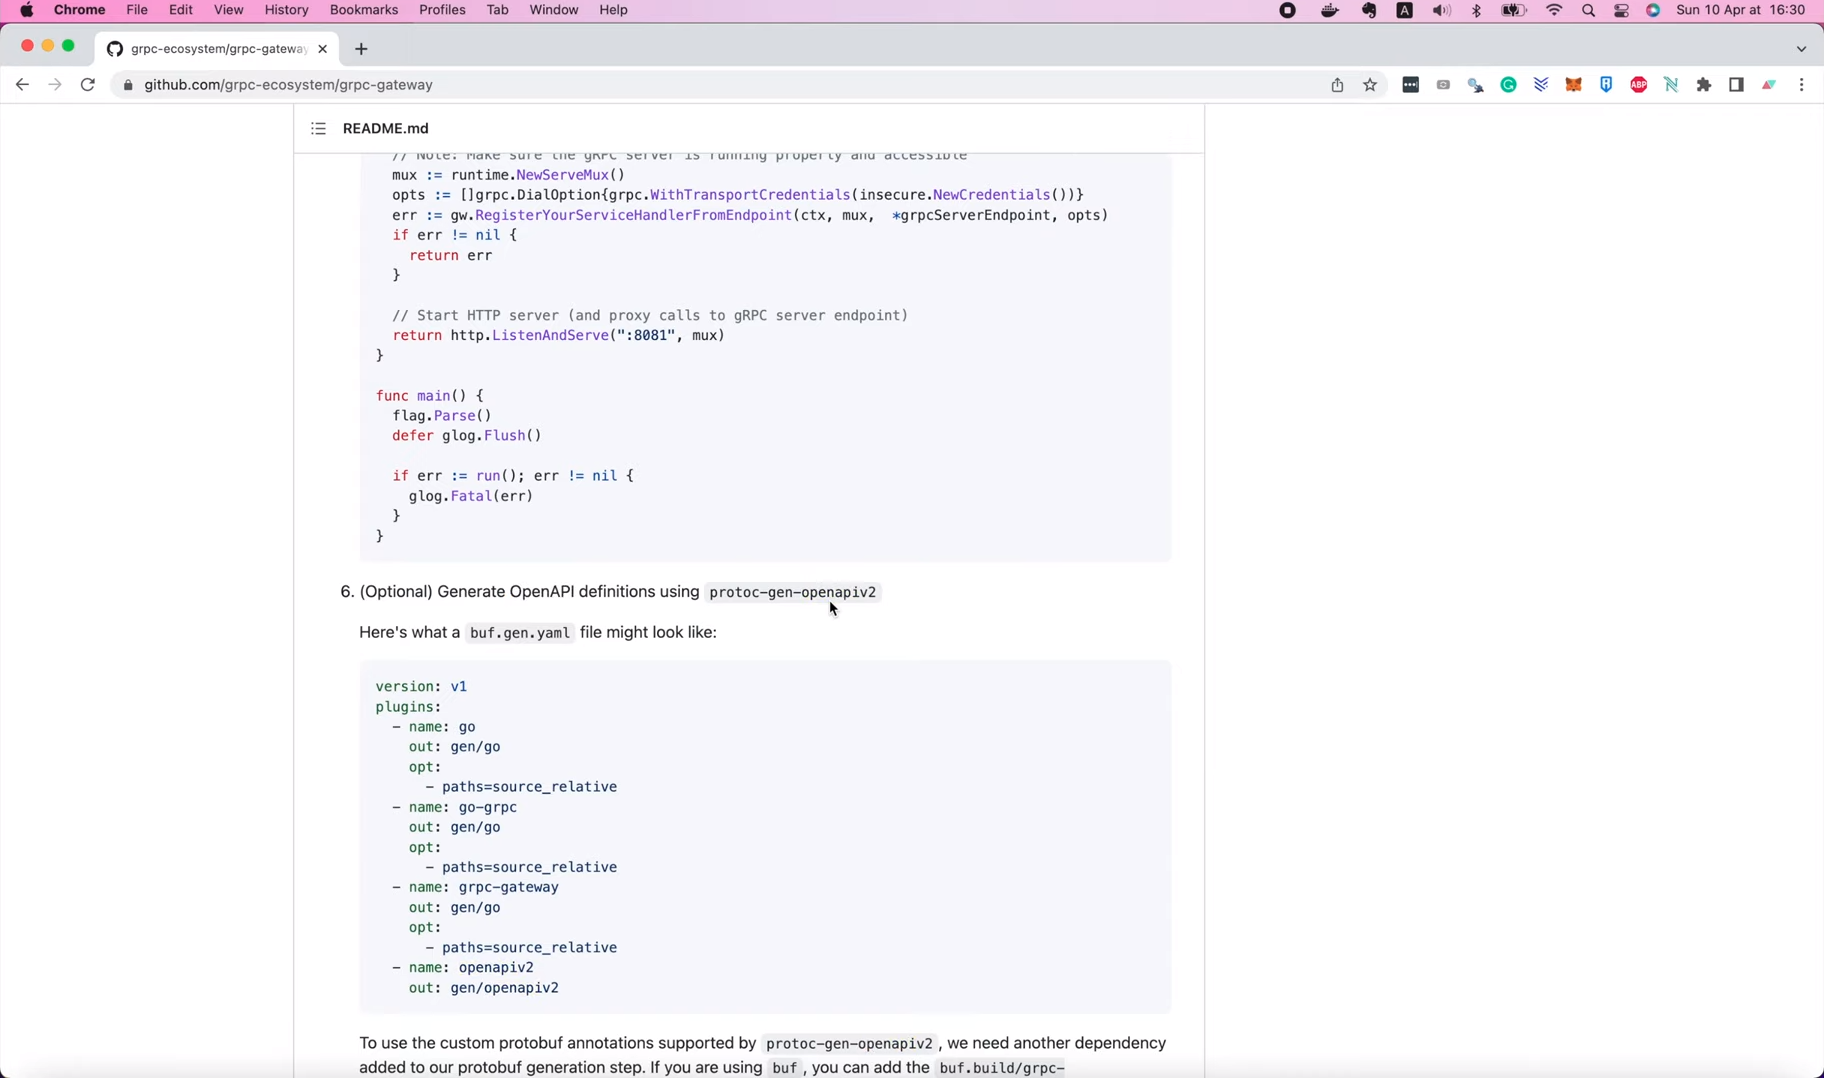 Chrome File Edit View History Bookmarks Profiles Tab Window Help A Sun 10 Apr at 16:30
grpc-ecosystem/grpc-gateway
github.com/grpc-ecosystem/grpc-gateway ABP
README.md
// Note: Make sure the gRPC server is running properly and accessible
mux := runtime.NewServeMux()
opts := []grpc.DialOption{grpc.WithTransportCredentials(insecure.NewCredentials())}
err := gw.RegisterYourServiceHandlerFromEndpoint(ctx, mux,  *grpcServerEndpoint, opts)
if err != nil {
return err
}
// Start HTTP server (and proxy calls to gRPC server endpoint)
return http.ListenAndServe(":8081", mux)
}
func main() {
flag.Parse()
defer glog.Flush()
if err := run(); err != nil {
glog.Fatal(err)
}
}
6. (Optional) Generate OpenAPI definitions using protoc-gen-openapiv2
Here's what a buf.gen.yaml file might look like:
version: v1
plugins:
- name: go
out: gen/go
opt:
- paths=source_relative
- name: go-grpc
out: gen/go
opt:
- paths=source_relative
- name: grpc-gateway
out: gen/go
opt:
- paths=source_relative
- name: openapiv2
out: gen/openapiv2
To use the custom protobuf annotations supported by protoc-gen-openapiv2 , we need another dependency
added to our protobuf generation step. If you are using buf , you can add the buf.build/grpc-